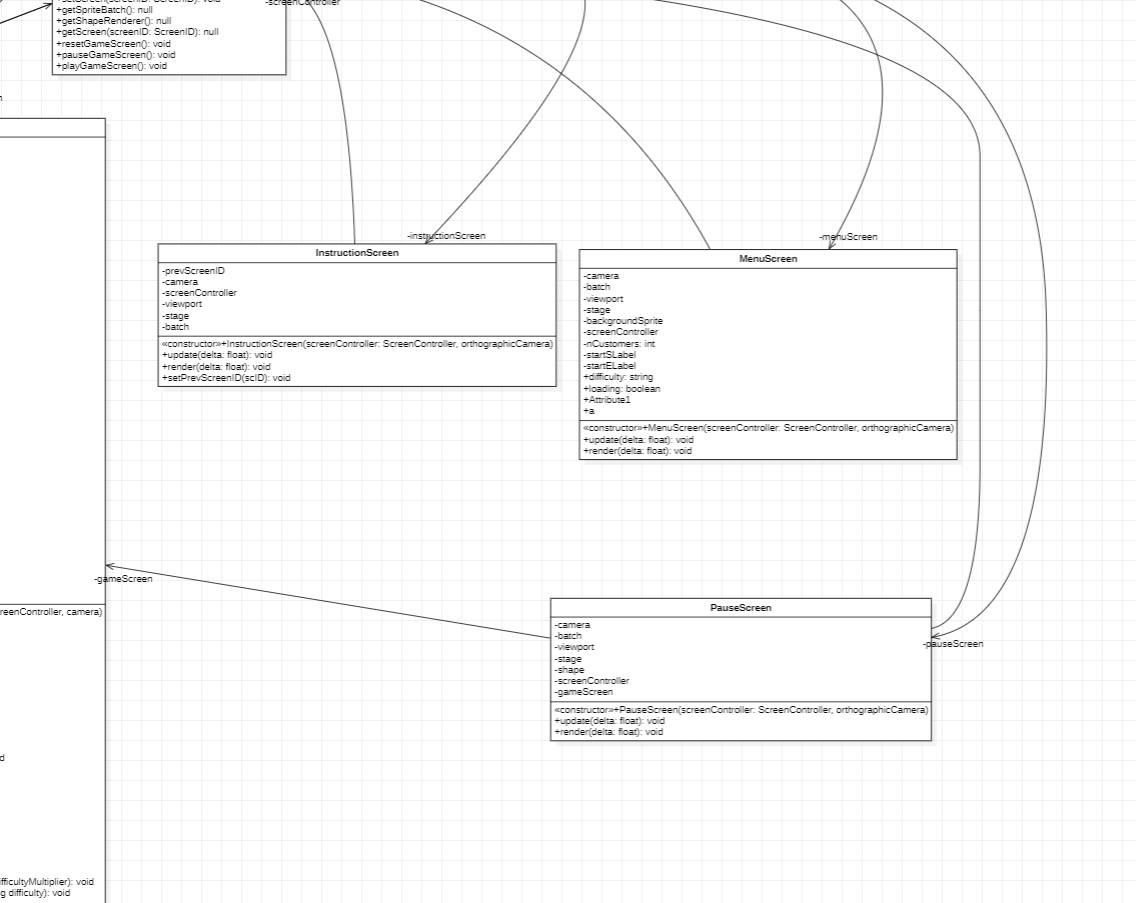 -screenController
+getSpriteBatch(): null
+getShapeRenderer(): null
+getScreen(screenID: ScreenID): null
+resetGameScreen(): void
+pauseGameScreen(): void
+playGameScreen(): void
-instructionScreen
InstructionScreen
-prevScreenID
-camera
-screenController
-viewport
-stage
-batch
«constructor»+InstructionScreen(screenController: ScreenController, orthographicCamera)
+update(delta: float): void
+render(delta: float): void
+setPrevScreenID(scID): void
-menuScreen
MenuScreen
-camera
-batch
-viewport
-stage
-backgroundSprite
-screenController
-nCustomers: int
-startSLabel
-startELabel
+difficulty: string
+loading: boolean
+Attribute1
+a
«constructor»+MenuScreen(screenController: ScreenController, orthographicCamera)
+update(delta: float): void
+render(delta: float): void
-gameScreen
reenController, camera)
PauseScreen
-camera
-batch
-viewport
-stage
-shape
-screenController
-gameScreen
-pauseScreen
«constructor»+PauseScreen(screenController: ScreenController, orthographicCamera)
+update(delta: float): void
+render(delta: float): void
d
fficultyMultiplier): void
g difficulty): void